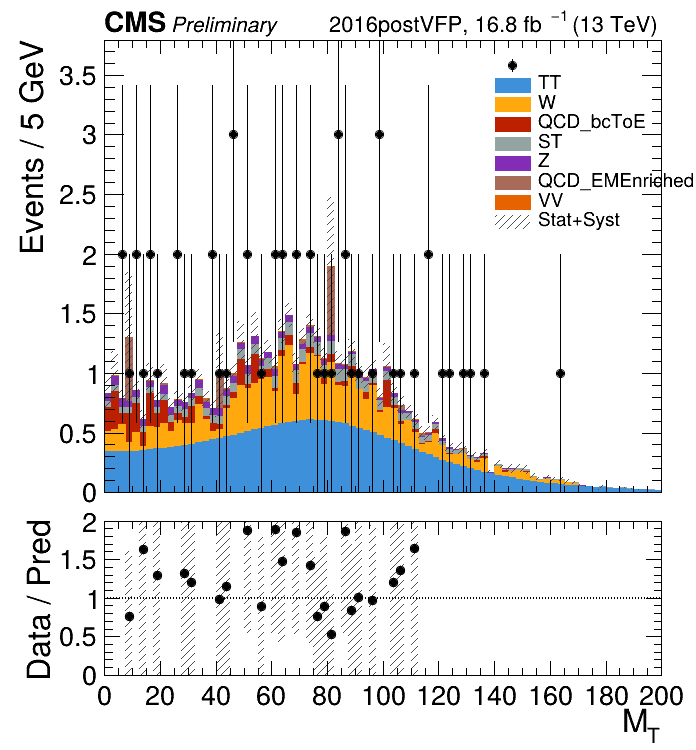 CMS Preliminary 2016postVFP, 16.8 fb ⁻¹ (13 TeV)
Events / 5 GeV
3.5
3
2.5
2
1.5
1
0.5
0
TT
W
QCD_bcToE
ST
Z
QCD_EMEnriched
VV
Stat+Syst
Data / Pred
2
1.5
1
0.5
0
0 20 40 60 80 100 120 140 160 180 200
M_T